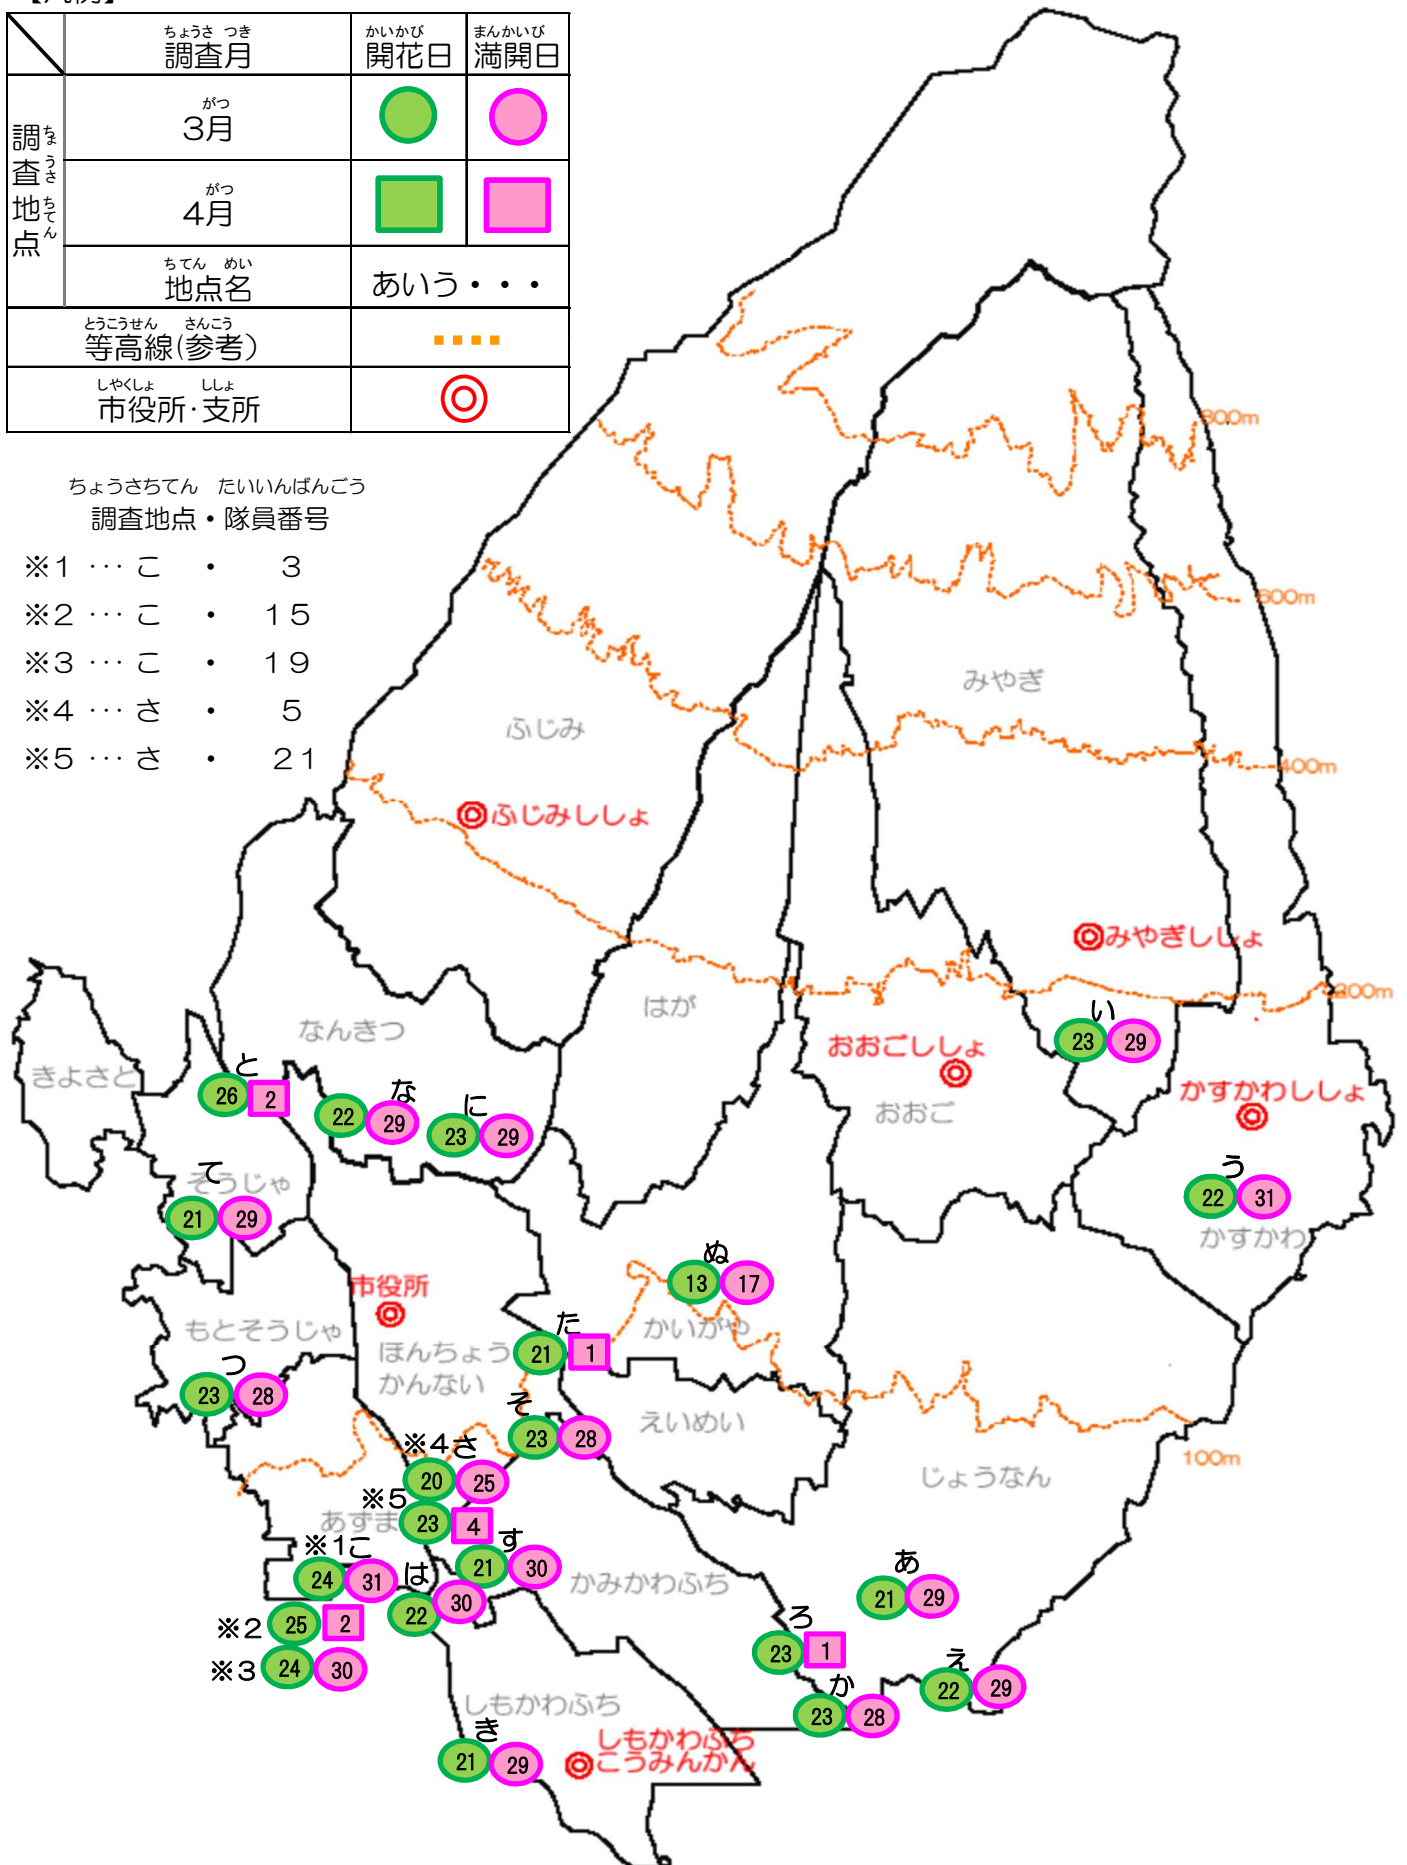 ちょうさ つき
調査月
かいかび
開花日
まんかいび
満開日
ちょうさちてん
調査地点
がつ
3月
がつ
4月
ちてん めい
地点名
あいう・・・
とうこうせん さんこう
等高線(参考)
しやくしょ ししょ
市役所・支所
ちょうさちてん たいいんばんごう
調査地点・隊員番号
※1 … こ ・ 3
※2 … こ ・ 15
※3 … こ ・ 19
※4 … さ ・ 5
※5 … さ ・ 21
800m
600m
みやぎ
ふじみ
400m
ふじみししょ
みやぎししょ
200m
はが
なんきつ
い
23 29
おおごししょ
きよさと
と
26 2
な
22 29
に
23 29
おおご
かすかわししょ
う
22 31
かすかわ
て
そうじゃ
21 29
ぬ
13 17
かいがや
市役所
もとそうじゃ
ほんちょう
かんない
た
21 1
つ
23 28
そ
23 28
えいめい
100m
じょうなん
※4さ
20 25
※5
23 4
あずま
す
21 30
※1こ
24 31
は
22 30
かみかわふち
あ
21 29
※2
25 2
※3
24 30
ろ
23 1
え
22 29
か
23 28
しもかわふち
き
21 29
しもかわふち
こうみんかん